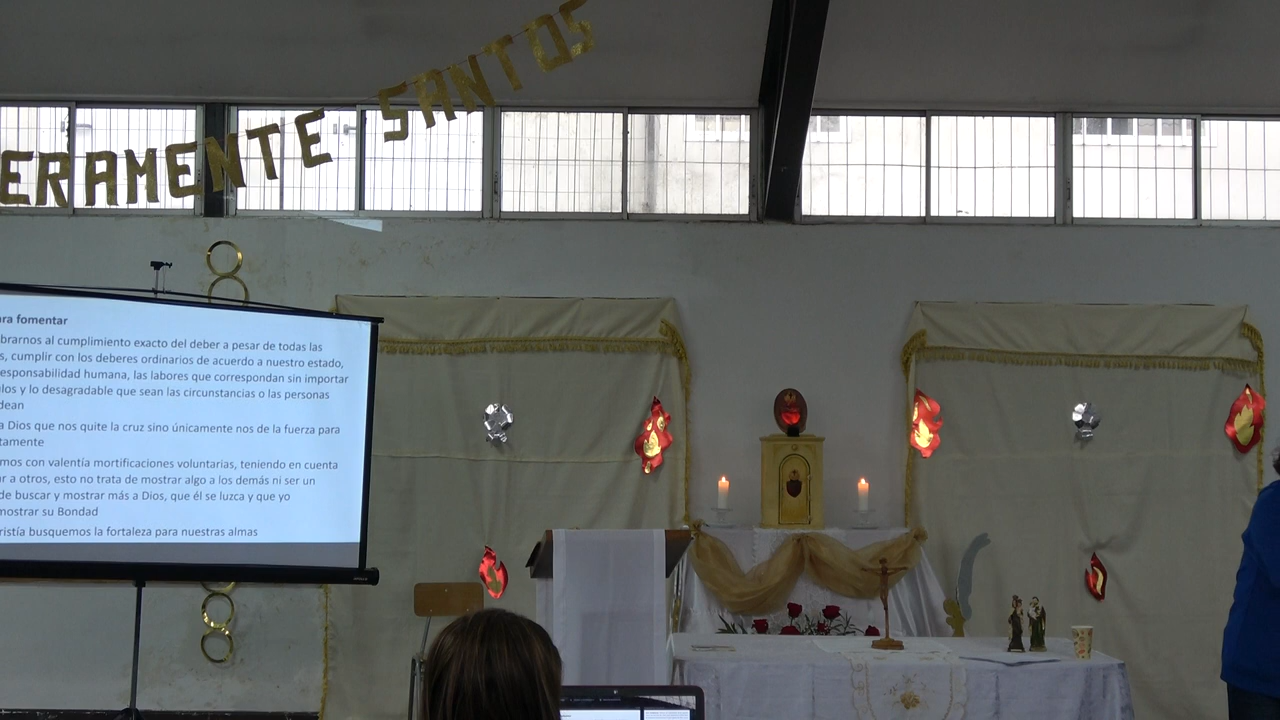 ERAMENTE SANTOS
ara fomentar
brarnos al cumplimiento exacto del deber a pesar de todas las
s, cumplir con los deberes ordinarios de acuerdo a nuestro estado,
esponsabilidad humana, las labores que correspondan sin importar
los y lo desagradable que sean las circunstancias o las personas
dean
a Dios que nos quite la cruz sino únicamente nos de la fuerza para
tamente
mos con valentía mortificaciones voluntarias, teniendo en cuenta
ar a otros, esto no trata de mostrar algo a los demás ni ser un
de buscar y mostrar más a Dios, que él se luzca y que yo
mostrar su Bondad
ristía busquemos la fortaleza para nuestras almas